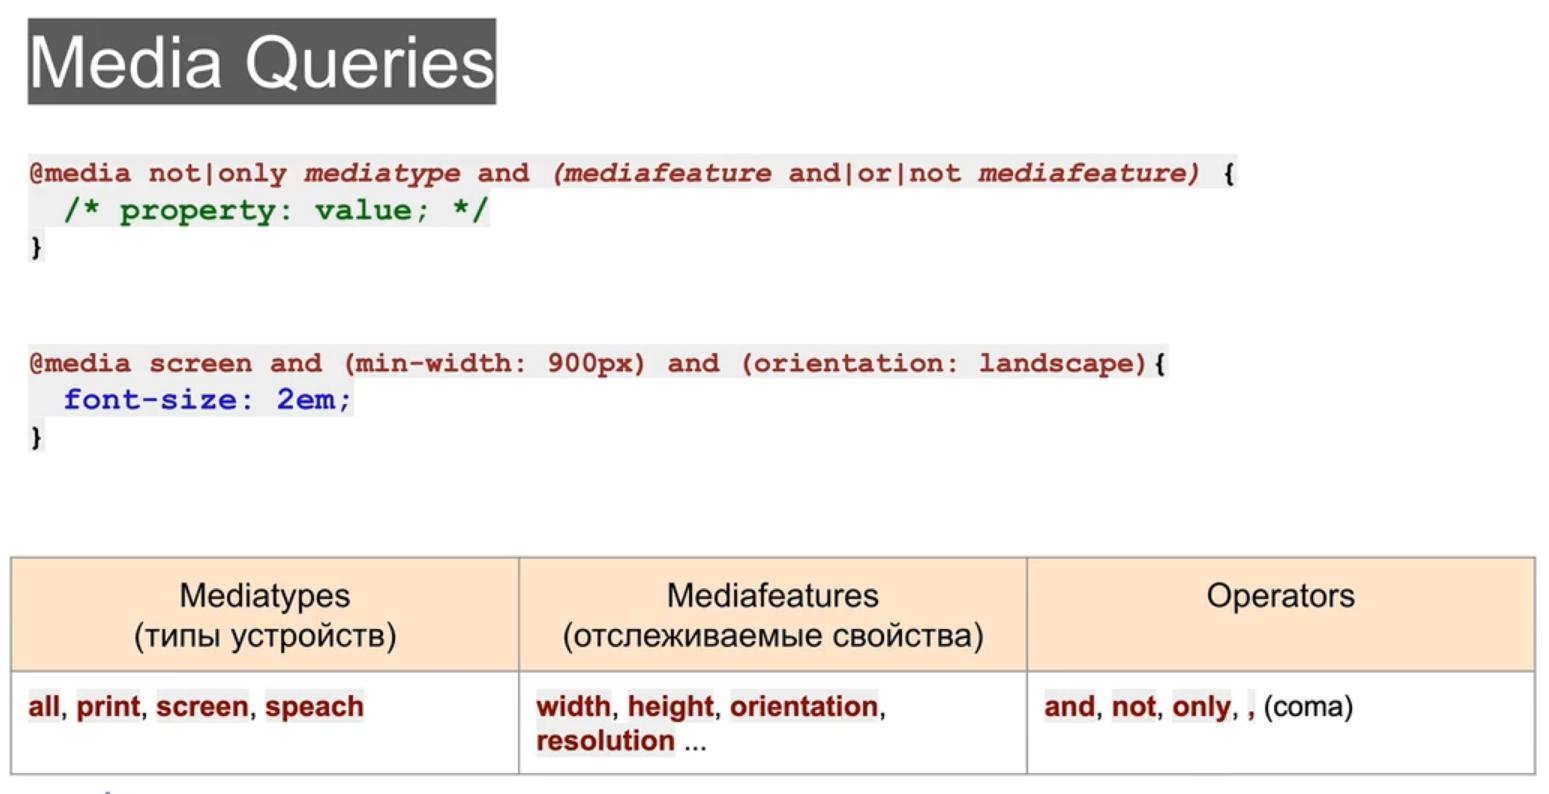 Media Queries
@media not|only mediatype and (mediafeature and|or|not mediafeature) {
/* property: value; */
}
@media screen and (min-width: 900px) and (orientation: landscape){
font-size: 2em;
}
Mediatypes
(типы устройств)
Mediafeatures
(отслеживаемые свойства)
Operators
all, print, screen, speach
width, height, orientation,
resolution ...
and, not, only, , (coma)